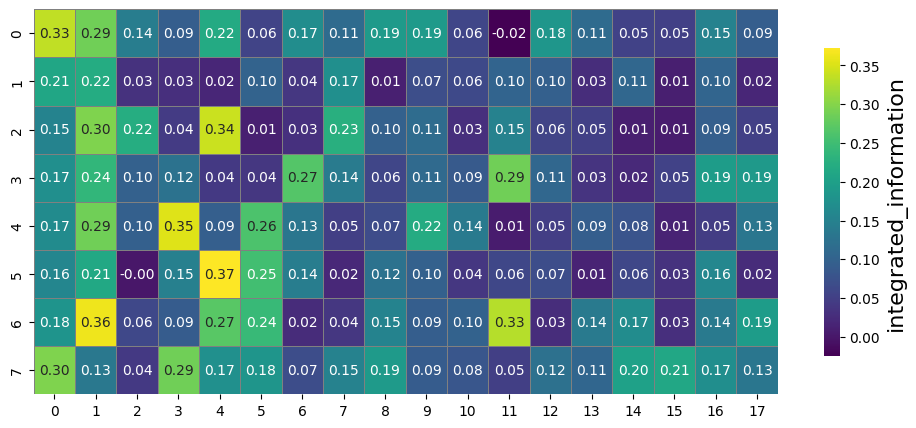 0 0.33 0.29 0.14 0.09 0.22 0.06 0.17 0.11 0.19 0.19 0.06 -0.02 0.18 0.11 0.05 0.05 0.15 0.09
1 0.21 0.22 0.03 0.03 0.02 0.10 0.04 0.17 0.01 0.07 0.06 0.10 0.10 0.03 0.11 0.01 0.10 0.02
2 0.15 0.30 0.22 0.04 0.34 0.01 0.03 0.23 0.10 0.11 0.03 0.15 0.06 0.05 0.01 0.01 0.09 0.05
3 0.17 0.24 0.10 0.12 0.04 0.04 0.27 0.14 0.06 0.11 0.09 0.29 0.11 0.03 0.02 0.05 0.19 0.19
4 0.17 0.29 0.10 0.35 0.09 0.26 0.13 0.05 0.07 0.22 0.14 0.01 0.05 0.09 0.08 0.01 0.05 0.13
5 0.16 0.21 -0.00 0.15 0.37 0.25 0.14 0.02 0.12 0.10 0.04 0.06 0.07 0.01 0.06 0.03 0.16 0.02
6 0.18 0.36 0.06 0.09 0.27 0.24 0.02 0.04 0.15 0.09 0.10 0.33 0.03 0.14 0.17 0.03 0.14 0.19
7 0.30 0.13 0.04 0.29 0.17 0.18 0.07 0.15 0.19 0.09 0.08 0.05 0.12 0.11 0.20 0.21 0.17 0.13
0 1 2 3 4 5 6 7 8 9 10 11 12 13 14 15 16 17
0.35
0.30
0.25
0.20
0.15
0.10
0.05
0.00
integrated_information